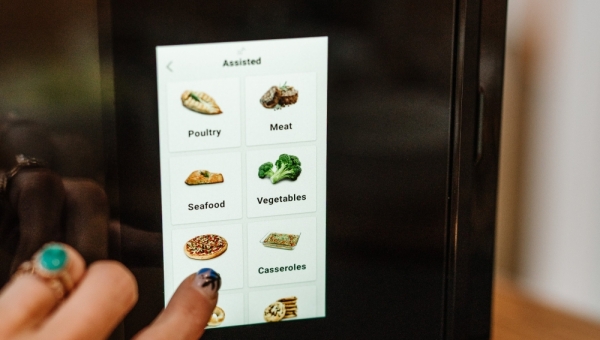 Assisted
Poultry
Meat
Seafood
Vegetables
Casseroles